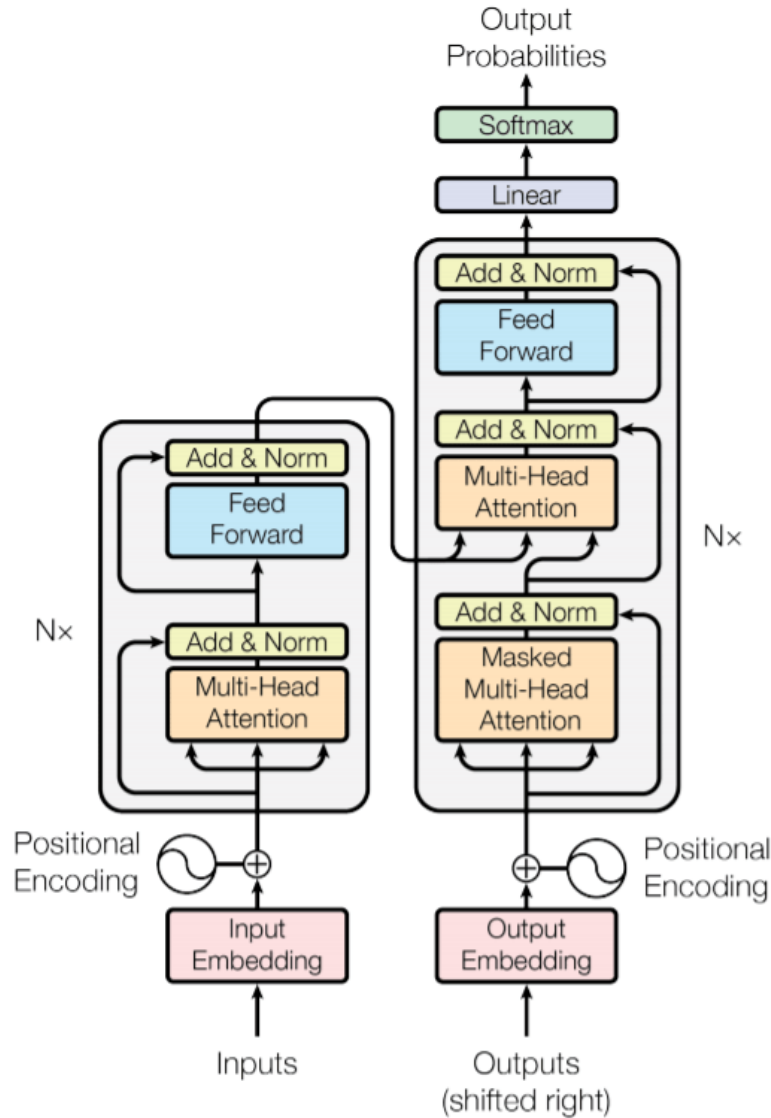 Output
Probabilities
Softmax
Linear
Add & Norm
Feed
Forward
Add & Norm
Multi-Head
Attention
Add & Norm
Masked
Multi-Head
Attention
N×
Add & Norm
Feed
Forward
Add & Norm
Multi-Head
Attention
N×
Positional
Encoding
Positional
Encoding
Input
Embedding
Output
Embedding
Inputs
Outputs
(shifted right)